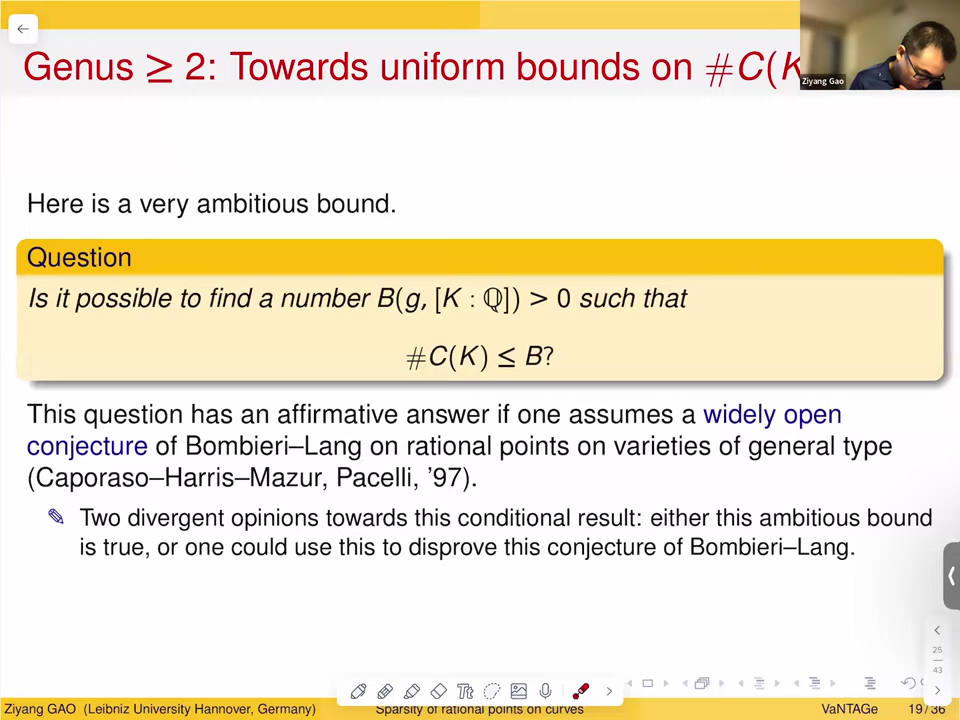 Genus ≥ 2: Towards uniform bounds on #C(K
Ziyang Gao
Here is a very ambitious bound.
Question
Is it possible to find a number B(g, [K : ℚ]) > 0 such that
#C(K) ≤ B?
This question has an affirmative answer if one assumes a widely open
conjecture of Bombieri–Lang on rational points on varieties of general type
(Caporaso–Harris–Mazur, Pacelli, '97).
Two divergent opinions towards this conditional result: either this ambitious bound
is true, or one could use this to disprove this conjecture of Bombieri–Lang.
25
43
Tt
Ziyang GAO (Leibniz University Hannover, Germany) Sparsity of rational points on curves VaNTAGe 19 / 36